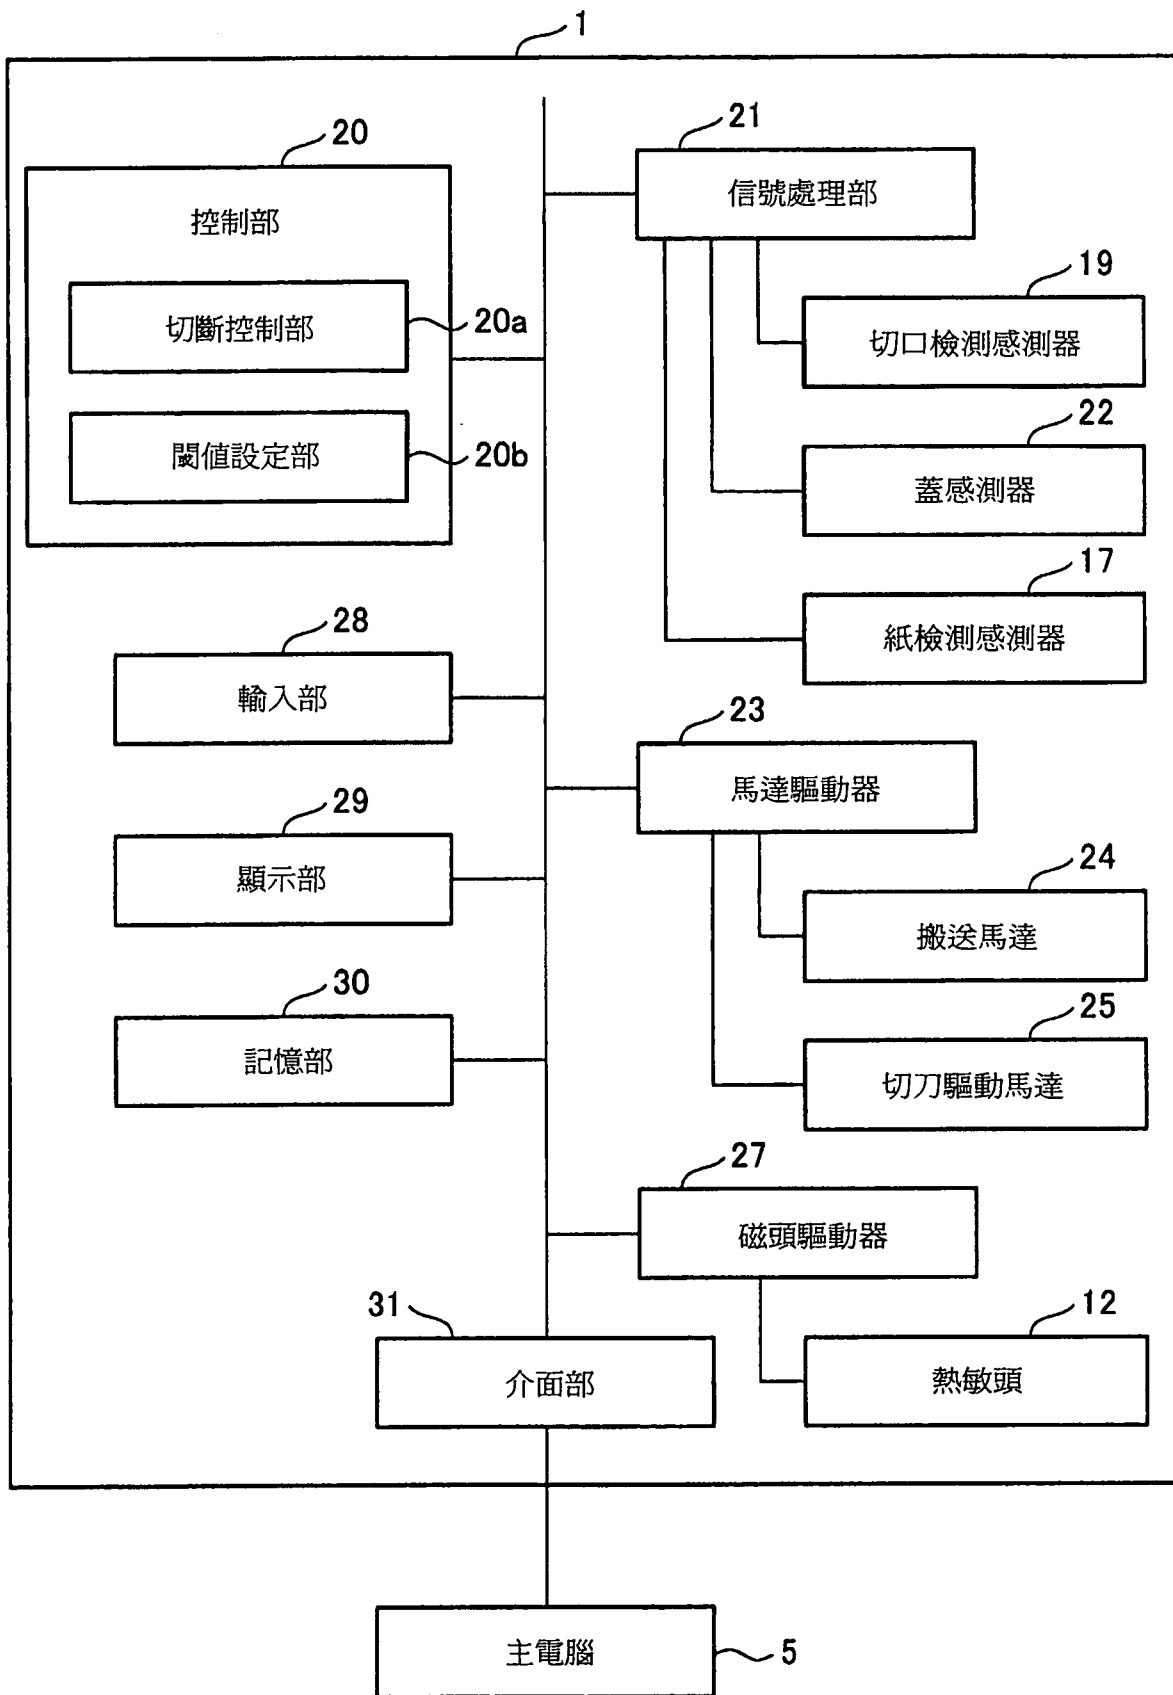 1
20
控制部
切斷控制部
20a
閾值設定部
20b
28
輸入部
29
顯示部
30
記憶部
31
介面部
21
信號處理部
19
切口檢測感測器
22
蓋感測器
17
紙檢測感測器
23
馬達驅動器
24
搬送馬達
25
切刀驅動馬達
27
磁頭驅動器
12
熱敏頭
主電腦
5